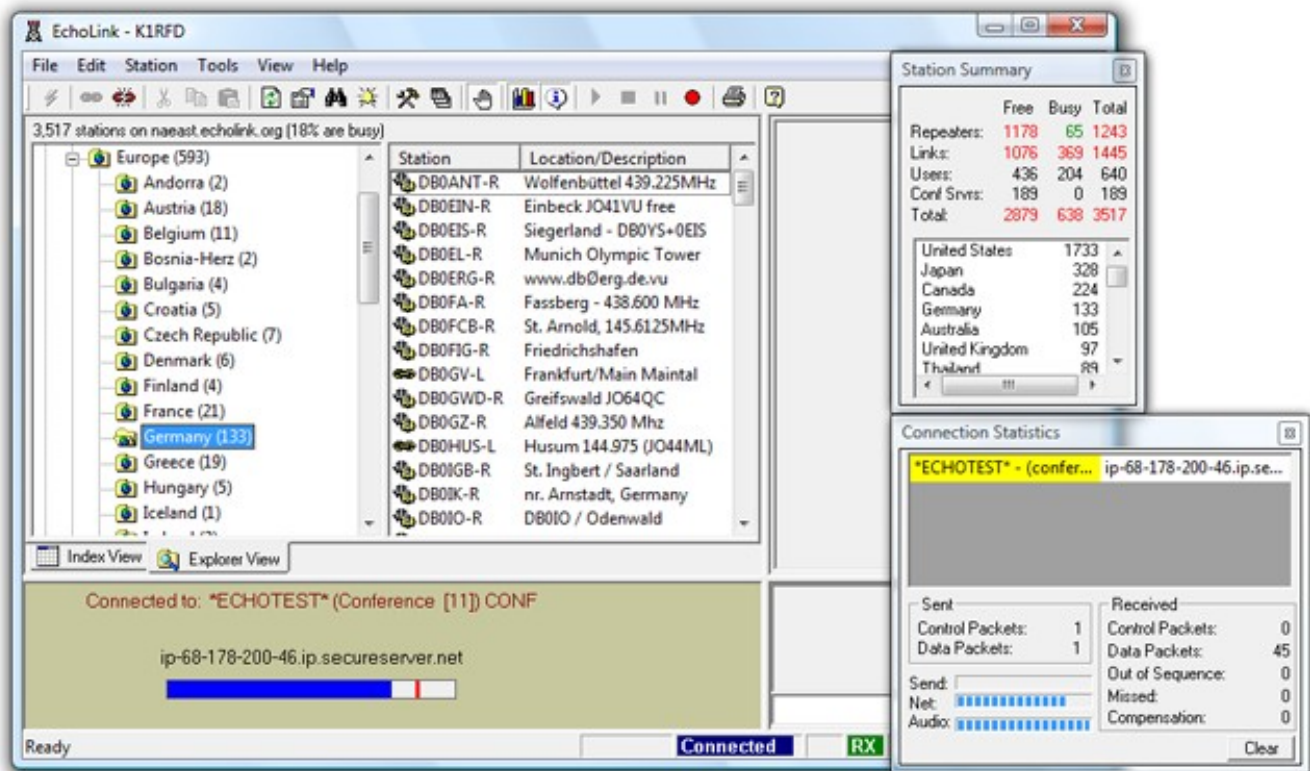 EchoLink - K1RFD
File Edit Station Tools View Help
3,517 stations on naeast.echolink.org (18% are busy)
Europe (593)
Andorra (2)
Austria (18)
Belgium (11)
Bosnia-Herz (2)
Bulgaria (4)
Croatia (5)
Czech Republic (7)
Denmark (6)
Finland (4)
France (21)
Germany (133)
Greece (19)
Hungary (5)
Iceland (1)
Station Location/Description
DB0ANT-R Wolfenbüttel 439.225MHz
DB0EIN-R Einbeck JO41VU free
DB0EIS-R Siegerland - DB0YS+0EIS
DB0EL-R Munich Olympic Tower
DB0ERG-R www.dbØerg.de.vu
DB0FA-R Fassberg - 438.600 MHz
DB0FCB-R St. Arnold, 145.6125MHz
DB0FIG-R Friedrichshafen
DB0GV-L Frankfurt/Main Maintal
DB0GWD-R Greifswald JO64QC
DB0GZ-R Alfeld 439.350 Mhz
DB0HUS-L Husum 144.975 (JO44ML)
DB0IGB-R St. Ingbert / Saarland
DB0IK-R nr. Arnstadt, Germany
DB0IO-R DB0IO / Odenwald
Index View Explorer View
Connected to: *ECHOTEST* (Conference [11]) CONF
ip-68-178-200-46.ip.secureserver.net
Ready Connected RX
Station Summary
Free Busy Total
Repeaters: 1178 65 1243
Links: 1076 369 1445
Users: 436 204 640
Conf Srvrs: 189 0 189
Total: 2879 638 3517
United States 1733
Japan 328
Canada 224
Germany 133
Australia 105
United Kingdom 97
Thailand 89
Connection Statistics
*ECHOTEST* - (confer... ip-68-178-200-46.ip.se...
Sent
Control Packets: 1
Data Packets: 1
Send:
Net:
Audio:
Received
Control Packets: 0
Data Packets: 45
Out of Sequence: 0
Missed: 0
Compensation: 0
Clear